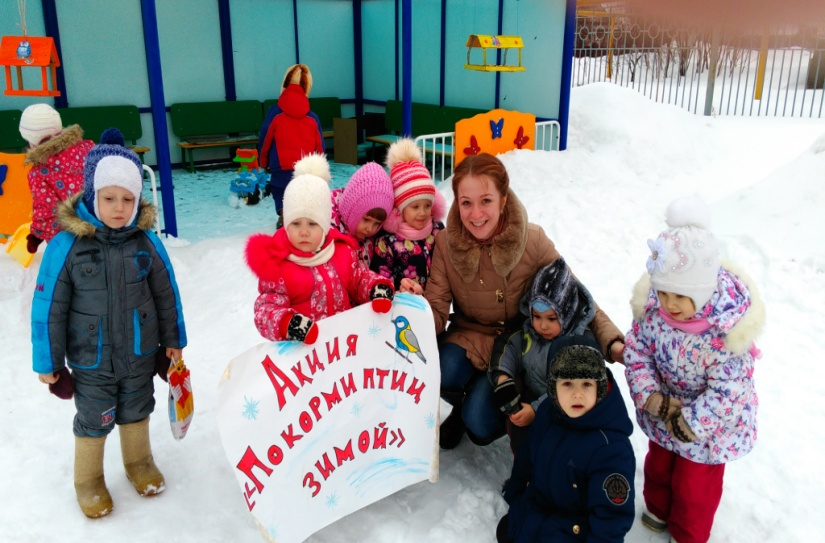 Акция
«Покорми птиц
зимой»